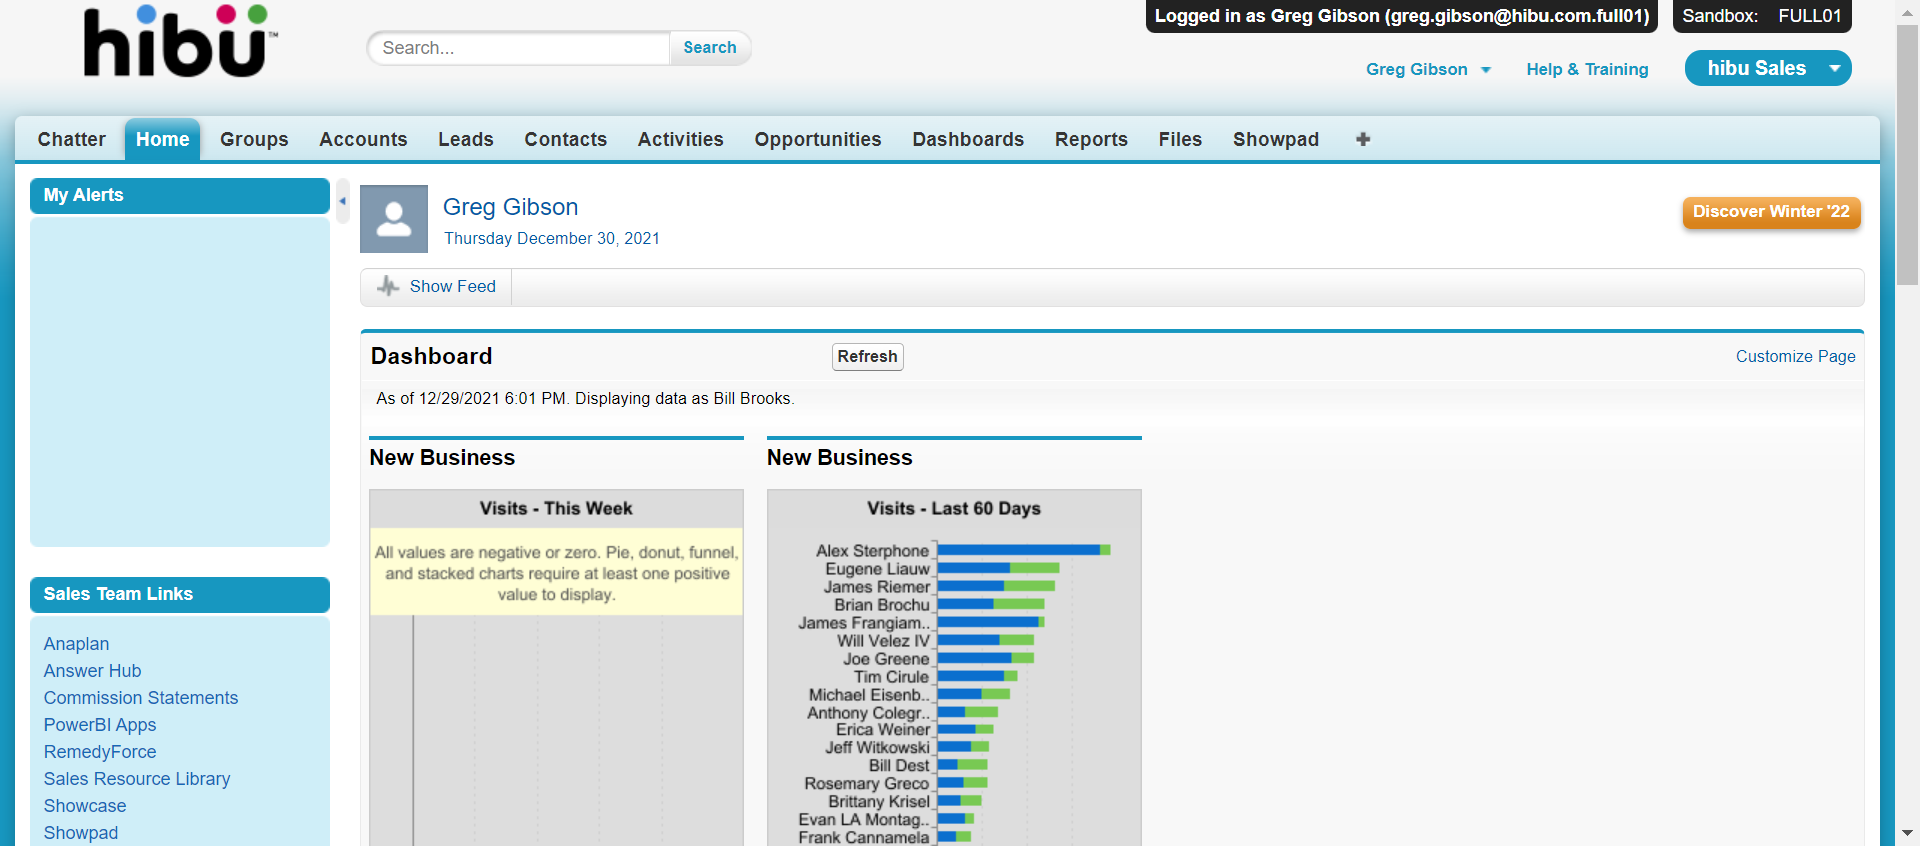 hibu™
Search...
Search
Logged in as Greg Gibson (greg.gibson@hibu.com.full01)
Sandbox: FULL01
Greg Gibson
Help & Training
hibu Sales
Chatter Home Groups Accounts Leads Contacts Activities Opportunities Dashboards Reports Files Showpad +
My Alerts
Greg Gibson
Thursday December 30, 2021
Discover Winter '22
Show Feed
Dashboard
Refresh
Customize Page
As of 12/29/2021 6:01 PM. Displaying data as Bill Brooks.
New Business
Visits - This Week
All values are negative or zero. Pie, donut, funnel,
and stacked charts require at least one positive
value to display.
New Business
Visits - Last 60 Days
Alex Sterphone
Eugene Liauw
James Riemer
Brian Brochu
James Frangiam..
Will Velez IV
Joe Greene
Tim Cirule
Michael Eisenb..
Anthony Colegr..
Erica Weiner
Jeff Witkowski
Bill Dest
Rosemary Greco
Brittany Krisel
Evan LA Montag..
Frank Cannamela
Sales Team Links
Anaplan
Answer Hub
Commission Statements
PowerBI Apps
RemedyForce
Sales Resource Library
Showcase
Showpad